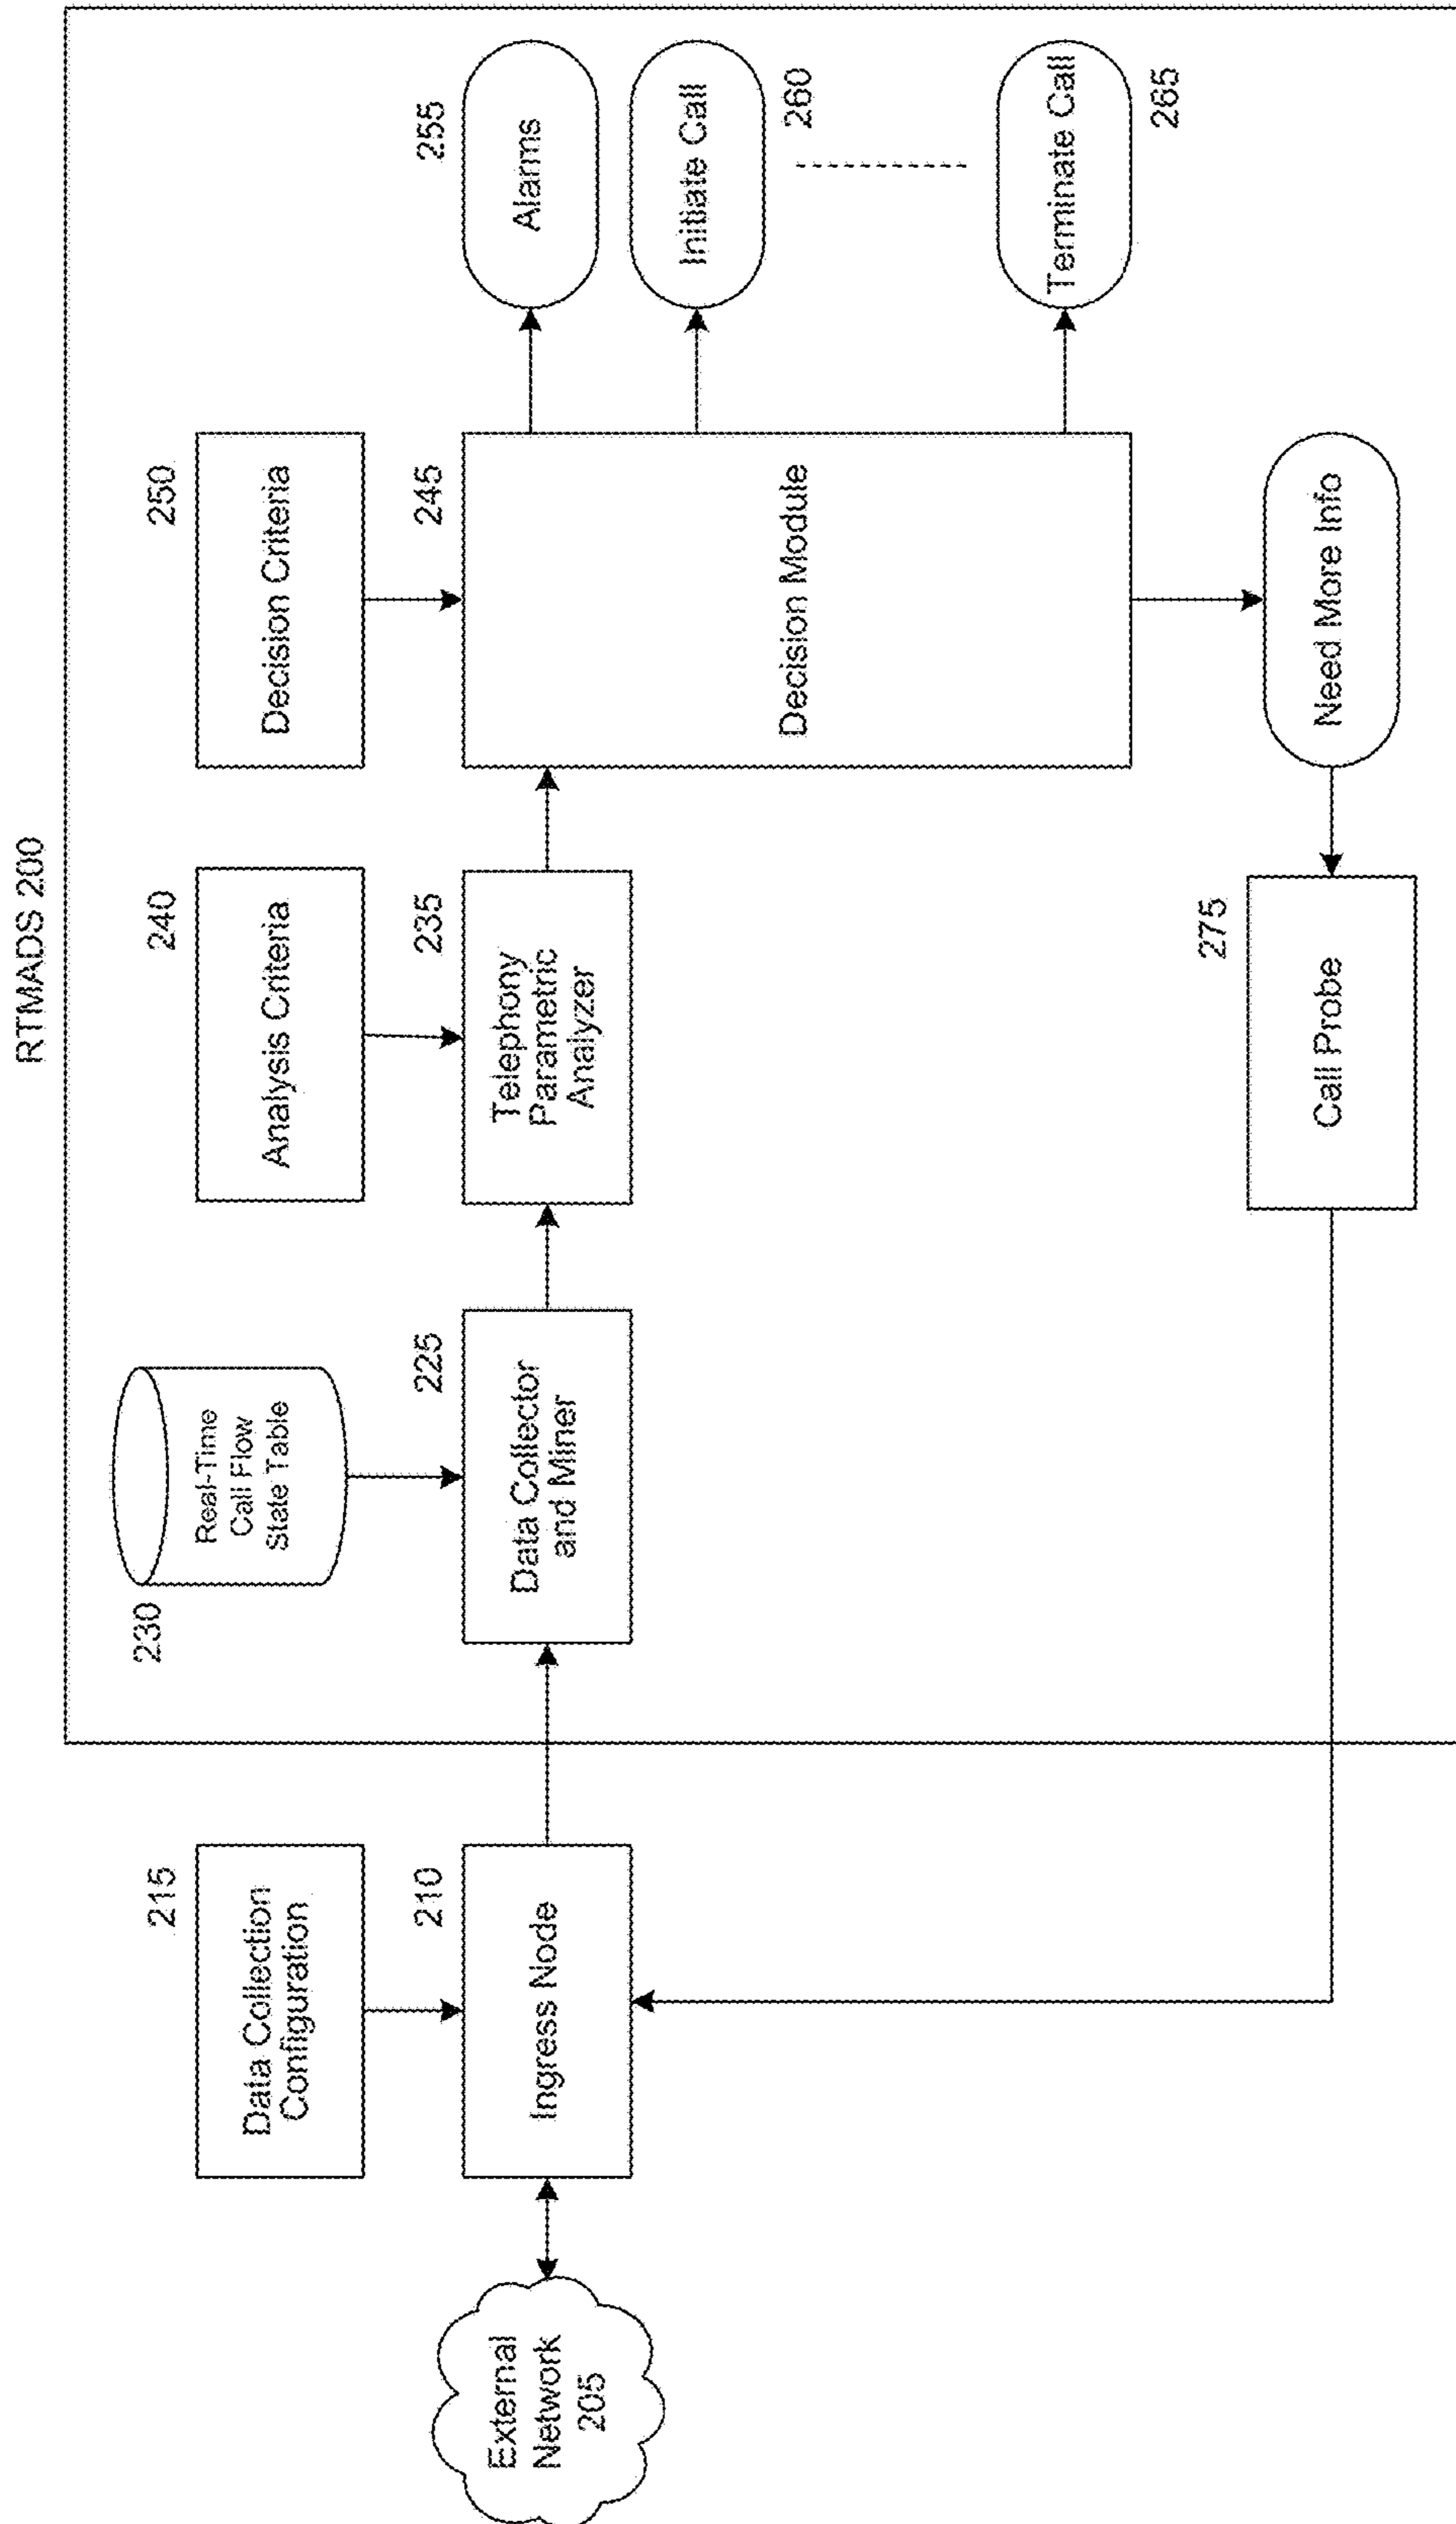 RTMADS 200
230
Real-Time
Call Flow
State Table
215
Data Collection
Configuration
240
Analysis Criteria
250
Decision Criteria
External
Network
205
210
Ingress Node
225
Data Collector
and Miner
235
Telephony
Parametric
Analyzer
245
Decision Module
255
Alarms
Initiate Call
260
Terminate Call
265
275
Call Probe
Need More Info